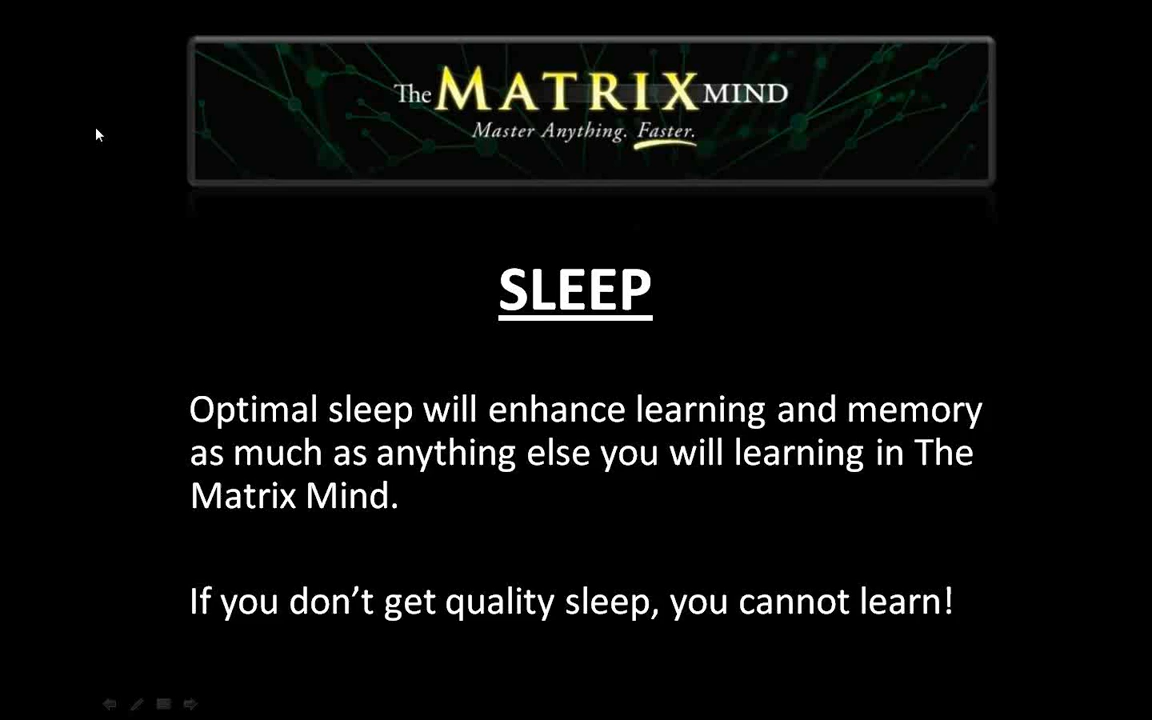 The MATRIX MIND
Master Anything. Faster.
SLEEP
Optimal sleep will enhance learning and memory
as much as anything else you will learning in The
Matrix Mind.
If you don’t get quality sleep, you cannot learn!